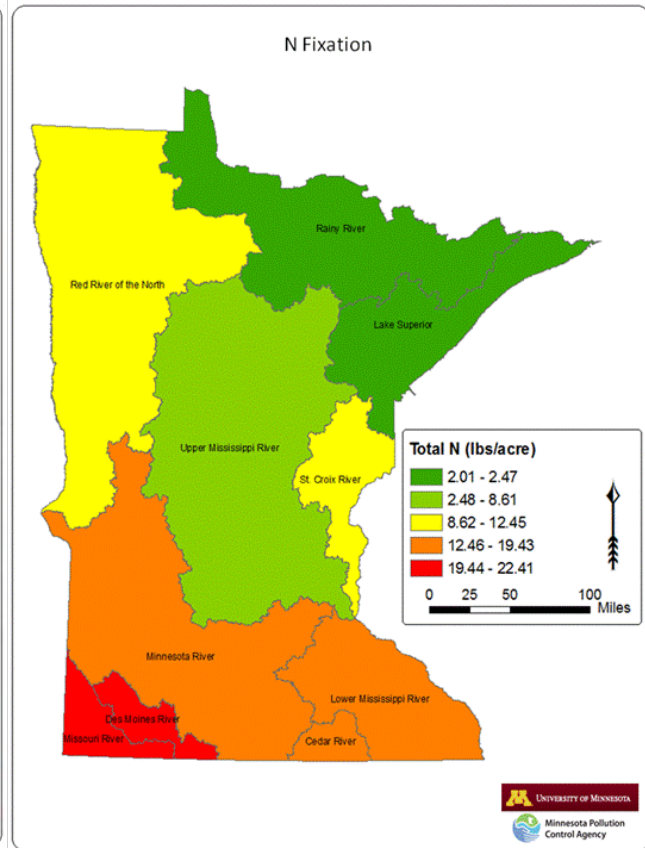 N Fixation
Rainy River
Red River of the North
Lake Superior
Upper Mississippi River
St. Croix River
Total N (lbs/acre)
2.01 - 2.47
2.48 - 8.61
8.62 - 12.45
12.46 - 19.43
19.44 - 22.41
0 25 50 100
Miles
Minnesota River
Lower Mississippi River
Des Moines River
Missouri River
Cedar River
M
UNIVERSITY OF MINNESOTA
Minnesota Pollution
Control Agency